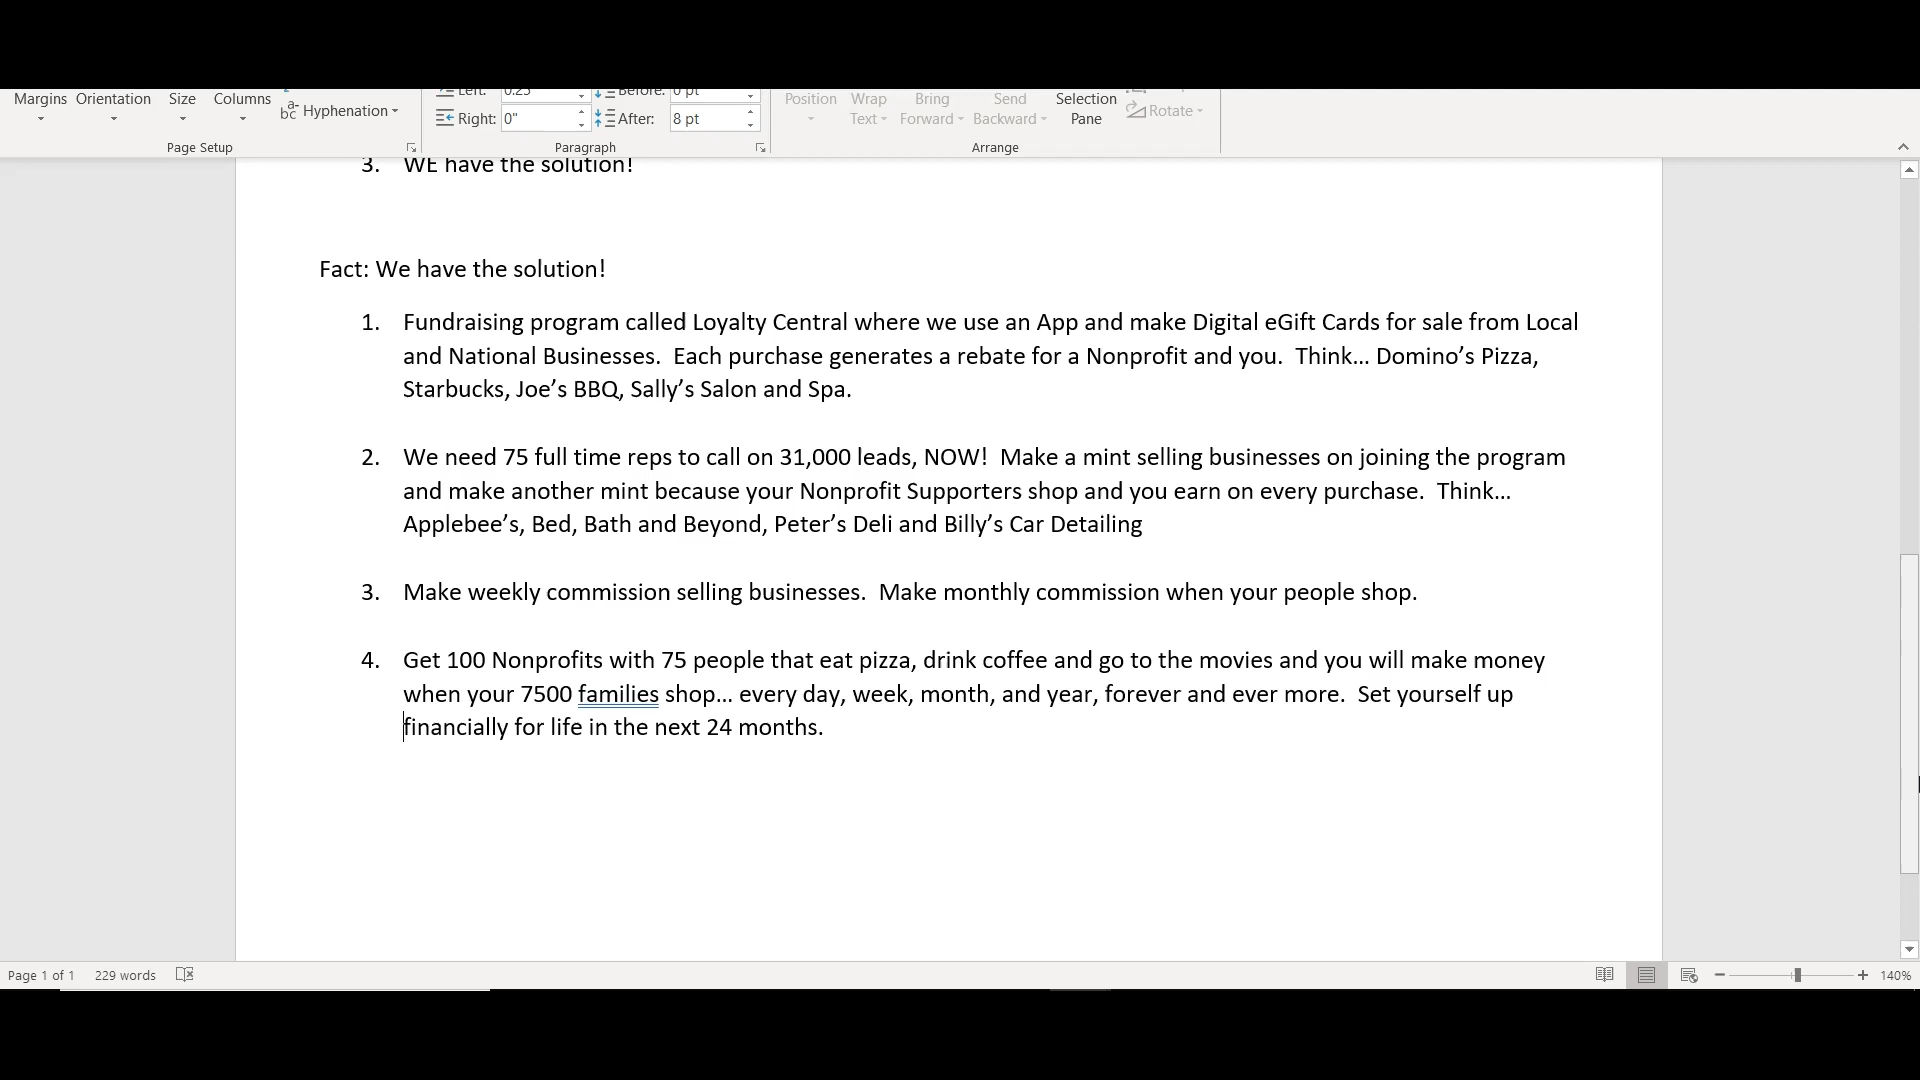 Left: 0.25" Before: 0 pt
Margins Orientation Size Columns Hyphenation Position Wrap Bring Send Selection Rotate
Right: 0" After: 8 pt Text Forward Backward Pane
Page Setup Paragraph Arrange
3. WE have the solution!
Fact: We have the solution!
1. Fundraising program called Loyalty Central where we use an App and make Digital eGift Cards for sale from Local
and National Businesses.  Each purchase generates a rebate for a Nonprofit and you.  Think… Domino’s Pizza,
Starbucks, Joe’s BBQ, Sally’s Salon and Spa.
2. We need 75 full time reps to call on 31,000 leads, NOW!  Make a mint selling businesses on joining the program
and make another mint because your Nonprofit Supporters shop and you earn on every purchase.  Think…
Applebee’s, Bed, Bath and Beyond, Peter’s Deli and Billy’s Car Detailing
3. Make weekly commission selling businesses.  Make monthly commission when your people shop.
4. Get 100 Nonprofits with 75 people that eat pizza, drink coffee and go to the movies and you will make money
when your 7500 families shop… every day, week, month, and year, forever and ever more.  Set yourself up
financially for life in the next 24 months.
Page 1 of 1 229 words 140%